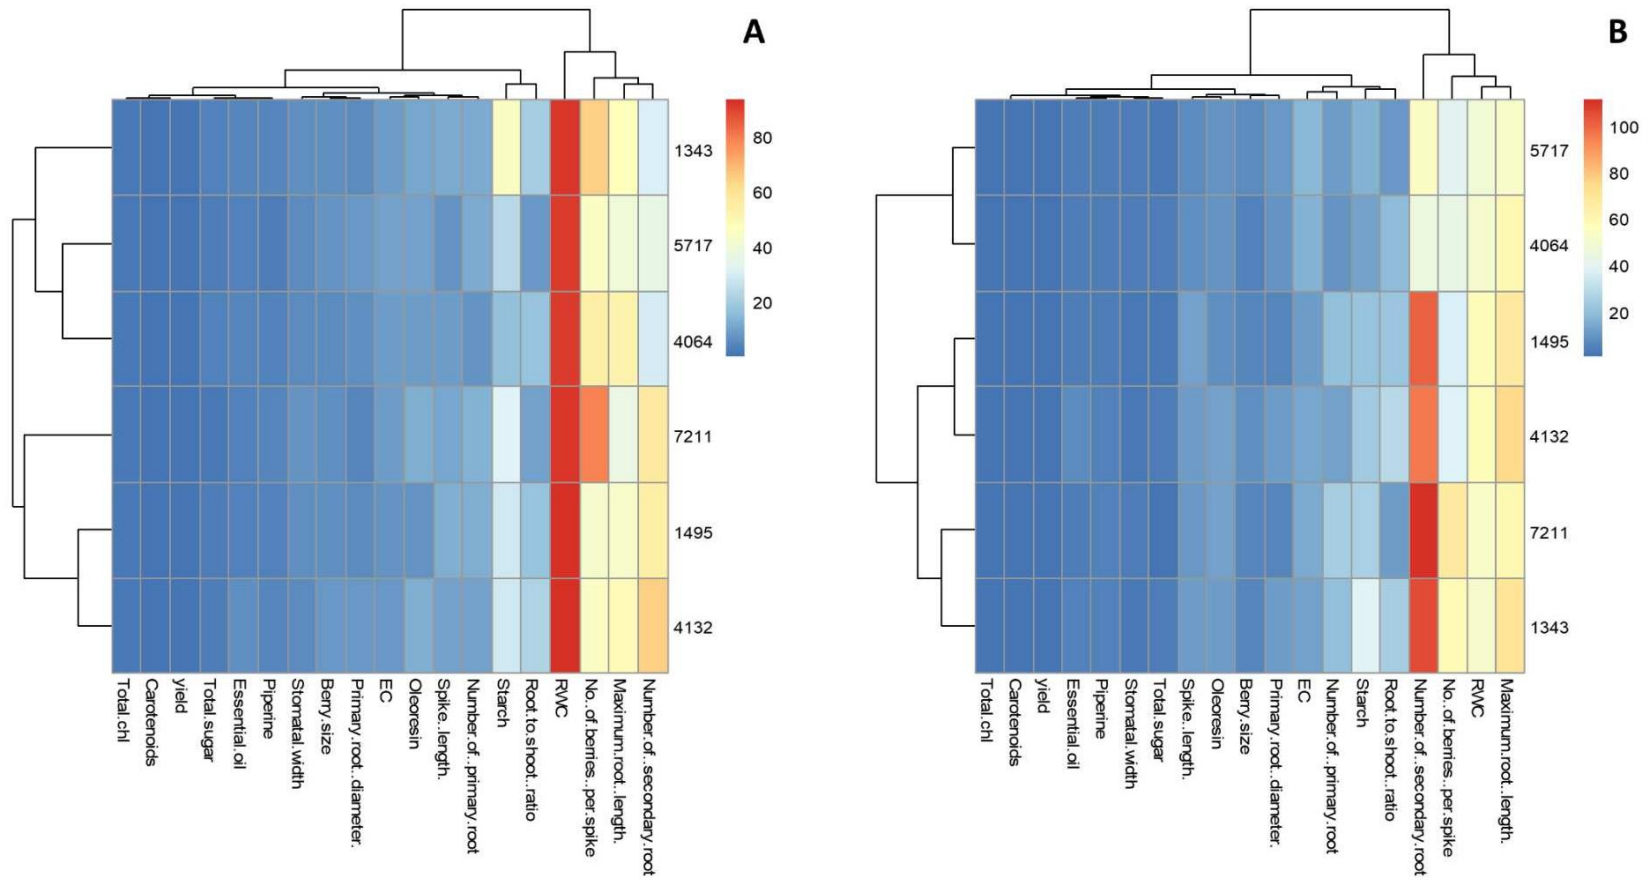 A
1343
5717
4064
7211
1495
4132
80
60
40
20
Total.chl
Carotenoids
yield
Total.sugar
Essential.oil
Piperine
Stomatal.width
Berry.size
Primary.root..diameter.
EC
Oleoresin
Spike..length.
Number.of..primary.root
Starch
Root.to.shoot..ratio
RWC
No..of.berries..per.spike
Maximum.root..length.
Number.of..secondary.root
B
5717
4064
1495
4132
7211
1343
100
80
60
40
20
Total.chl
Carotenoids
yield
Essential.oil
Piperine
Stomatal.width
Total.sugar
Spike..length.
Oleoresin
Berry.size
Primary.root..diameter.
EC
Number.of..primary.root
Starch
Root.to.shoot..ratio
Number.of..secondary.root
No..of.berries..per.spike
RWC
Maximum.root..length.